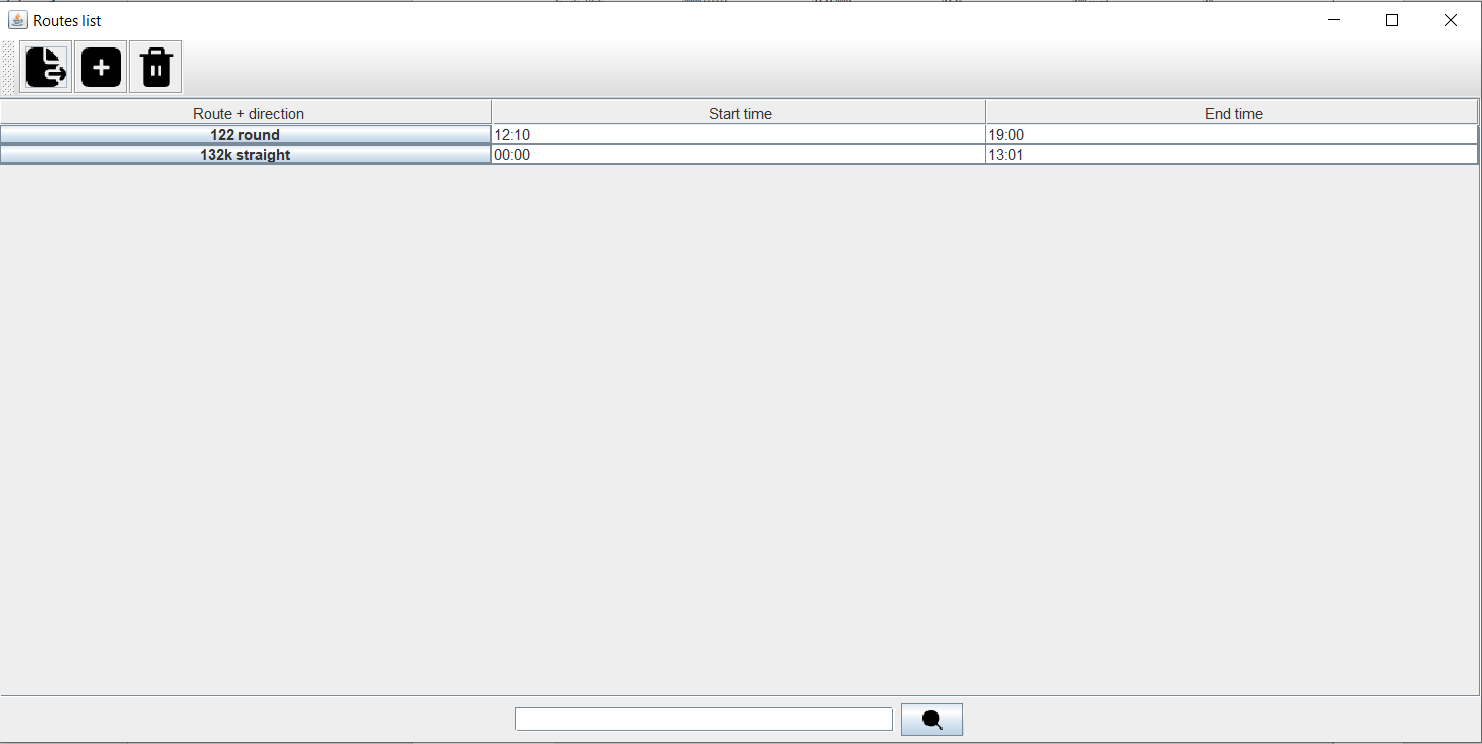 Routes list
Route + direction Start time End time
122 round 12:10 19:00
132k straight 00:00 13:01